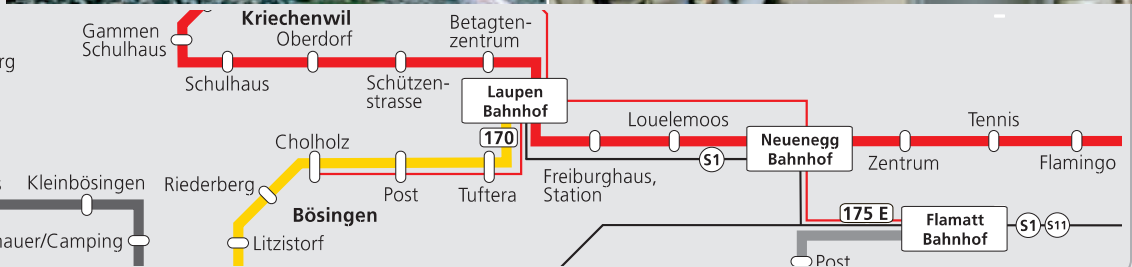 Kriechenwil
Gammen
Schulhaus
Oberdorf
Betagten-
zentrum
rg
Schulhaus
Schützen-
strasse
Laupen
Bahnhof
Louelemoos
Tennis
170
Cholholz
Neuenegg
Bahnhof
S1
Zentrum
Flamingo
Kleinbösingen
Riederberg
Post
Tuftera
Freiburghaus,
Station
Bösingen
175 E
Flamatt
Bahnhof
S1
S11
nauer/Camping
Litzistorf
Post